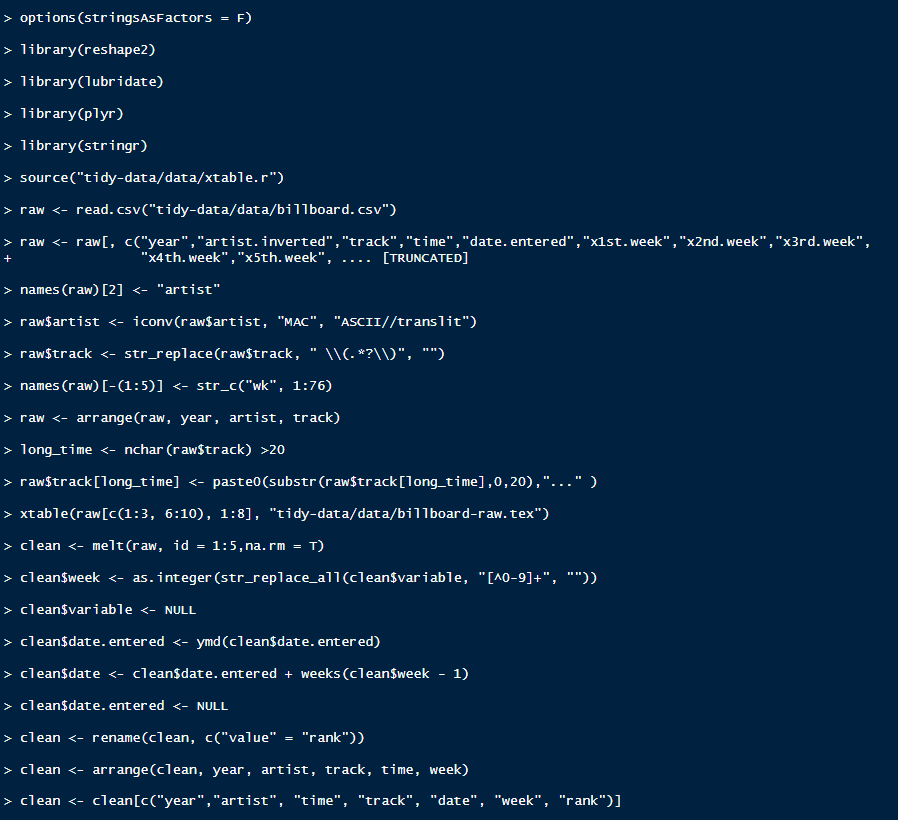 > options(stringsAsFactors = F)
> library(reshape2)
> library(lubridate)
> library(plyr)
> library(stringr)
> source("tidy-data/data/xtable.r")
> raw <- read.csv("tidy-data/data/billboard.csv")
> raw <- raw[, c("year","artist.inverted","track","time","date.entered","x1st.week","x2nd.week","x3rd.week",
+                "x4th.week","x5th.week", .... [TRUNCATED]
> names(raw)[2] <- "artist"
> raw$artist <- iconv(raw$artist, "MAC", "ASCII//translit")
> raw$track <- str_replace(raw$track, " \\(.*?\\)", "")
> names(raw)[-(1:5)] <- str_c("wk", 1:76)
> raw <- arrange(raw, year, artist, track)
> long_time <- nchar(raw$track) >20
> raw$track[long_time] <- paste0(substr(raw$track[long_time],0,20),"..." )
> xtable(raw[c(1:3, 6:10), 1:8], "tidy-data/data/billboard-raw.tex")
> clean <- melt(raw, id = 1:5,na.rm = T)
> clean$week <- as.integer(str_replace_all(clean$variable, "[^0-9]+", ""))
> clean$variable <- NULL
> clean$date.entered <- ymd(clean$date.entered)
> clean$date <- clean$date.entered + weeks(clean$week - 1)
> clean$date.entered <- NULL
> clean <- rename(clean, c("value" = "rank"))
> clean <- arrange(clean, year, artist, track, time, week)
> clean <- clean[c("year","artist", "time", "track", "date", "week", "rank")]